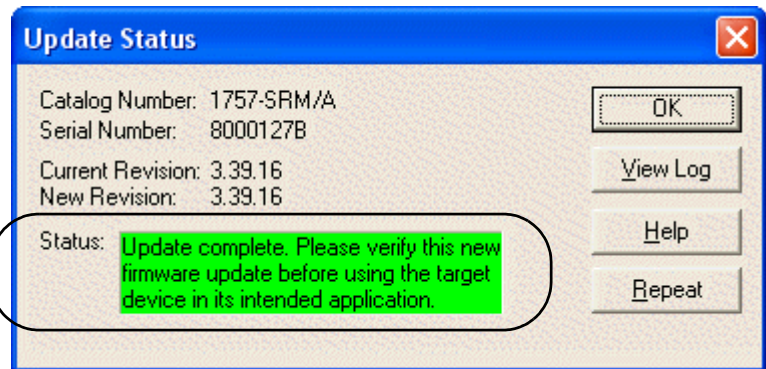 Update Status
Catalog Number: 1757-SRM/A
Serial Number: 8000127B
Current Revision: 3.39.16
New Revision: 3.39.16
Status: Update complete. Please verify this new
firmware update before using the target
device in its intended application.
OK
View Log
Help
Repeat